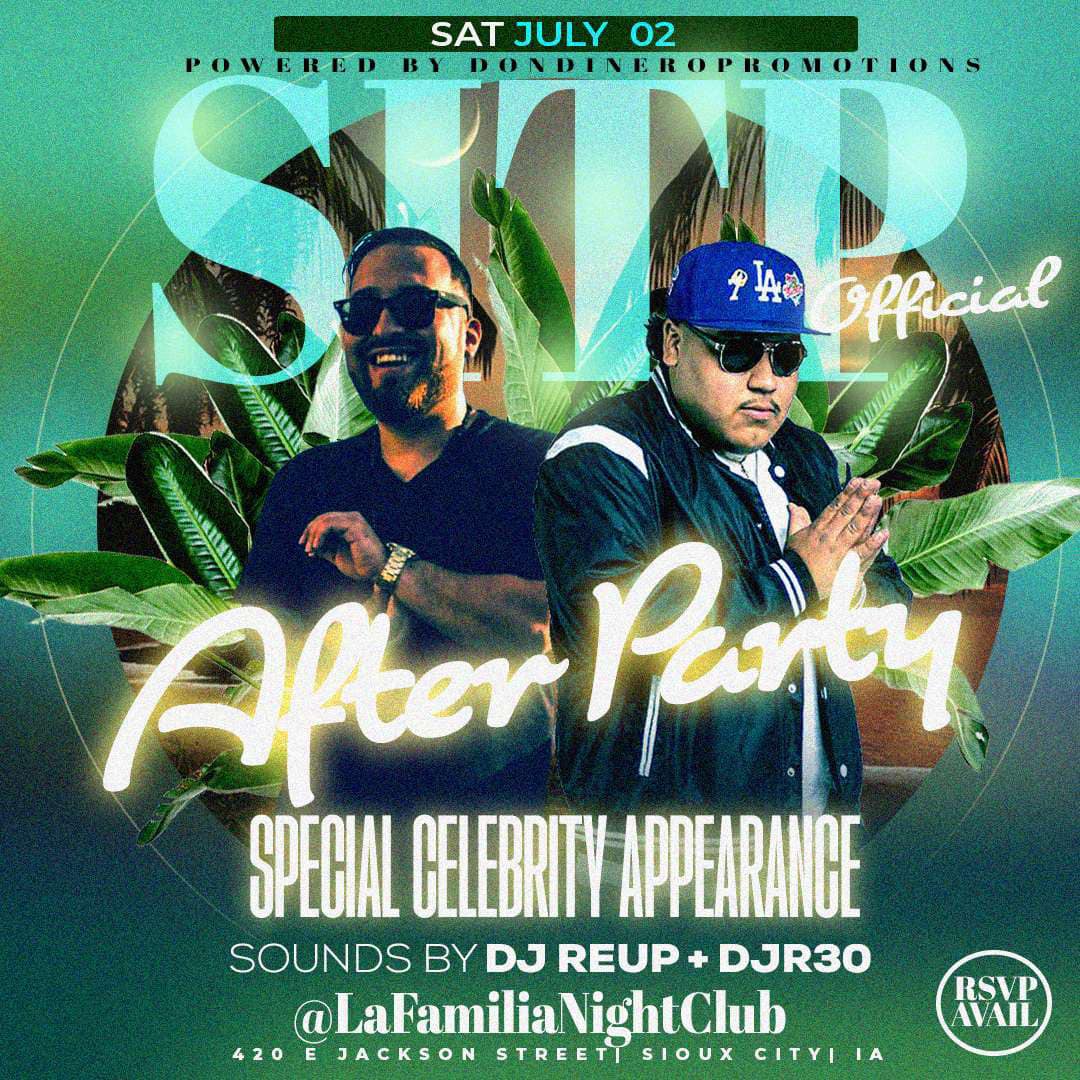 SAT JULY 02
POWERED BY DONDINEROPROMOTIONS
SITP
LA
Official
After Party
SPECIAL CELEBRITY APPEARANCE
SOUNDS BY DJ REUP + DJR30
@LaFamiliaNightClub
420 E JACKSON STREET| SIOUX CITY| IA
RSVP
AVAIL